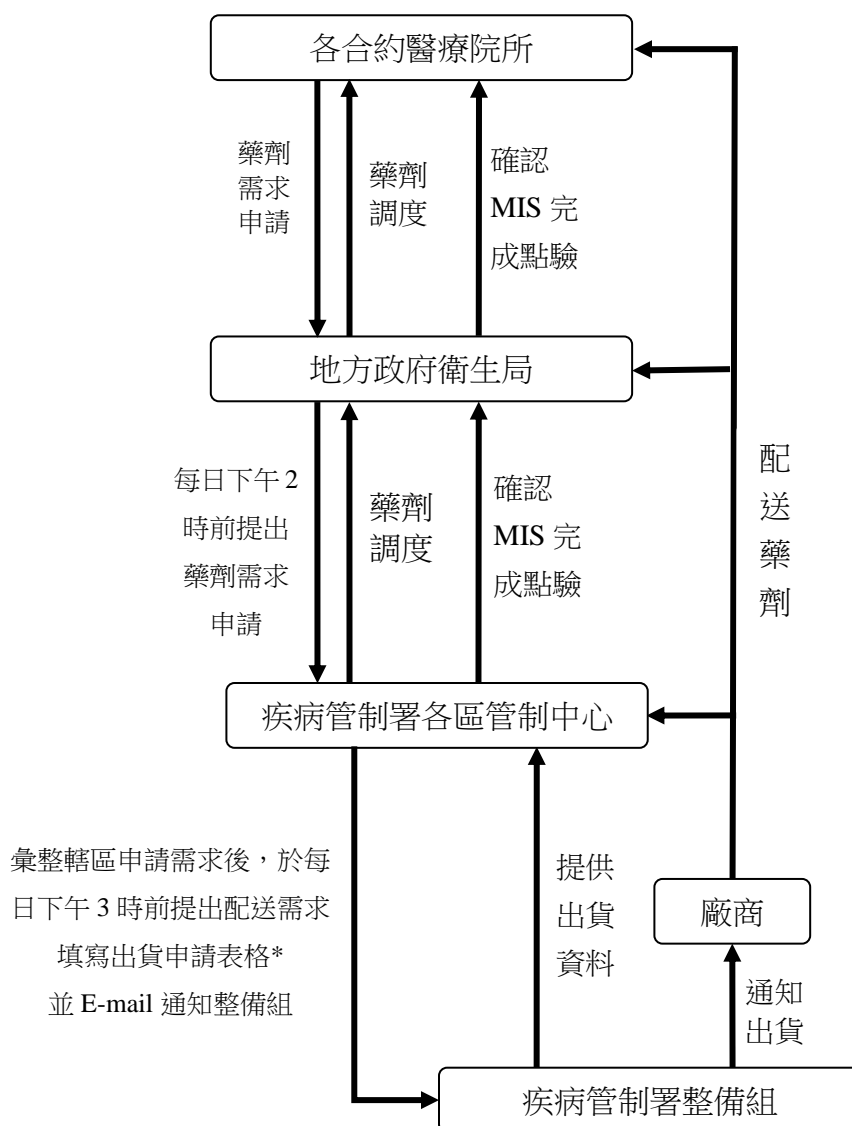 各合約醫療院所
藥劑
需求
申請
藥劑
調度
確認
MIS 完
成點驗
地方政府衛生局
每日下午 2
時前提出
藥劑需求
申請
藥劑
調度
確認
MIS 完
成點驗
配
送
藥
劑
疾病管制署各區管制中心
彙整轄區申請需求後，於每
日下午 3 時前提出配送需求
填寫出貨申請表格*
並 E-mail 通知整備組
提供
出貨
資料
廠商
通知
出貨
疾病管制署整備組